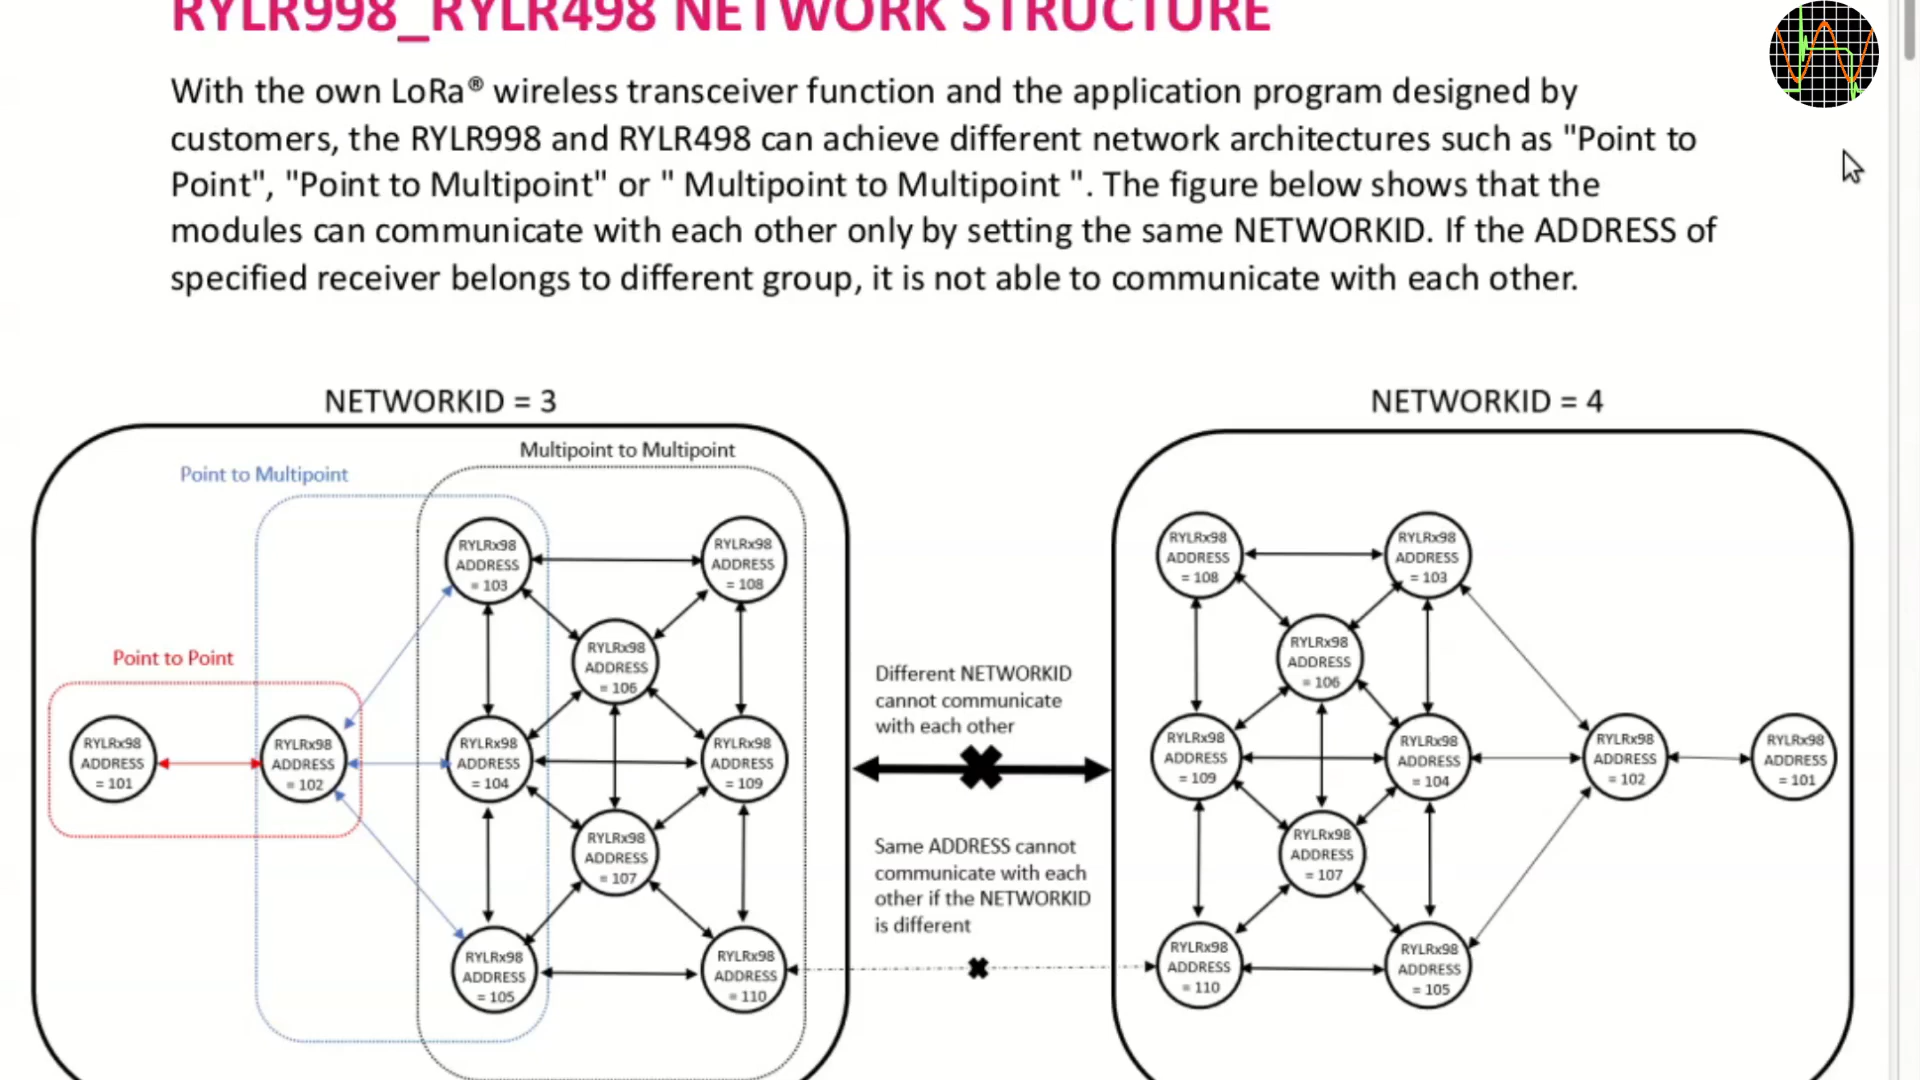 RYLR998_RYLR498 NETWORK STRUCTURE
With the own LoRa® wireless transceiver function and the application program designed by
customers, the RYLR998 and RYLR498 can achieve different network architectures such as "Point to
Point", "Point to Multipoint" or " Multipoint to Multipoint ". The figure below shows that the
modules can communicate with each other only by setting the same NETWORKID. If the ADDRESS of
specified receiver belongs to different group, it is not able to communicate with each other.
NETWORKID = 3
Multipoint to Multipoint
Point to Multipoint
Point to Point
RYLRx98
ADDRESS
= 101
RYLRx98
ADDRESS
= 102
RYLRx98
ADDRESS
= 103
RYLRx98
ADDRESS
= 108
RYLRx98
ADDRESS
= 106
RYLRx98
ADDRESS
= 104
RYLRx98
ADDRESS
= 109
RYLRx98
ADDRESS
= 107
RYLRx98
ADDRESS
= 105
RYLRx98
ADDRESS
= 110
Different NETWORKID
cannot communicate
with each other
Same ADDRESS cannot
communicate with each
other if the NETWORKID
is different
NETWORKID = 4
RYLRx98
ADDRESS
= 108
RYLRx98
ADDRESS
= 103
RYLRx98
ADDRESS
= 106
RYLRx98
ADDRESS
= 109
RYLRx98
ADDRESS
= 104
RYLRx98
ADDRESS
= 102
RYLRx98
ADDRESS
= 101
RYLRx98
ADDRESS
= 107
RYLRx98
ADDRESS
= 110
RYLRx98
ADDRESS
= 105